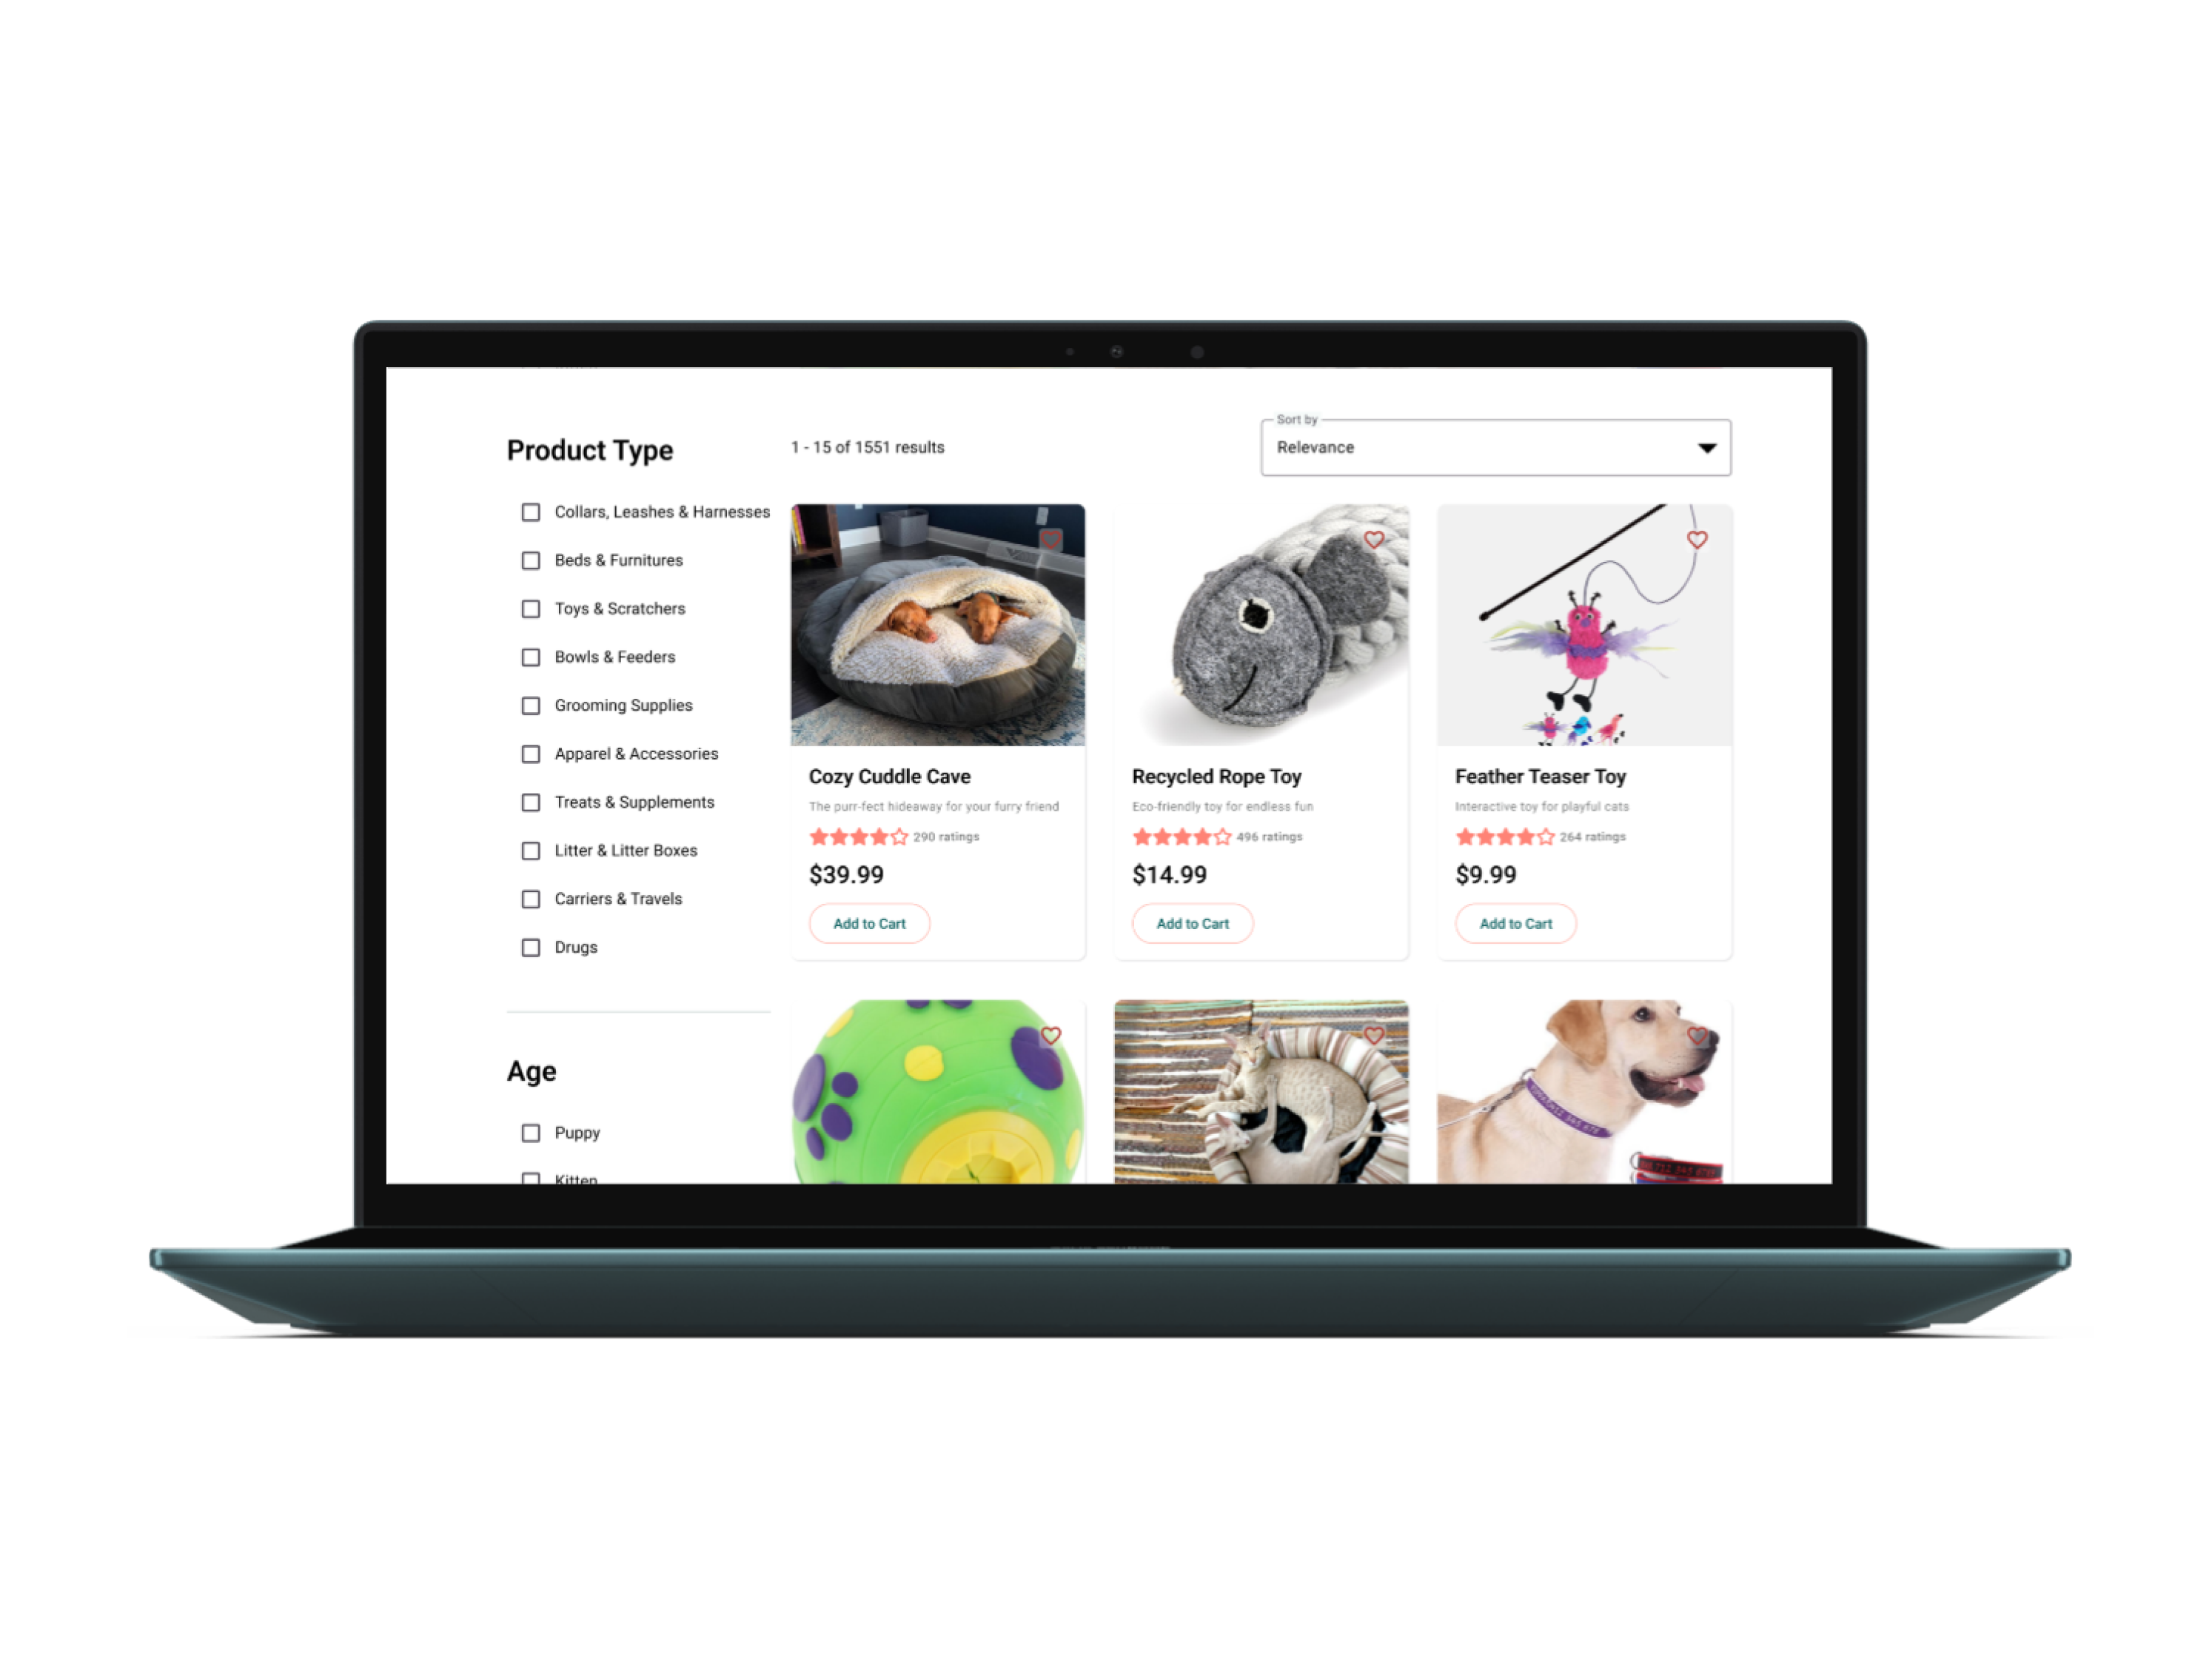 Product Type
Collars, Leashes & Harnesses
Beds & Furnitures
Toys & Scratchers
Bowls & Feeders
Grooming Supplies
Apparel & Accessories
Treats & Supplements
Litter & Litter Boxes
Carriers & Travels
Drugs
Age
Puppy
Kitten
1 - 15 of 1551 results
Sort by
Relevance
Cozy Cuddle Cave
The purr-fect hideaway for your furry friend
290 ratings
$39.99
Add to Cart
Recycled Rope Toy
Eco-friendly toy for endless fun
496 ratings
$14.99
Add to Cart
Feather Teaser Toy
Interactive toy for playful cats
264 ratings
$9.99
Add to Cart